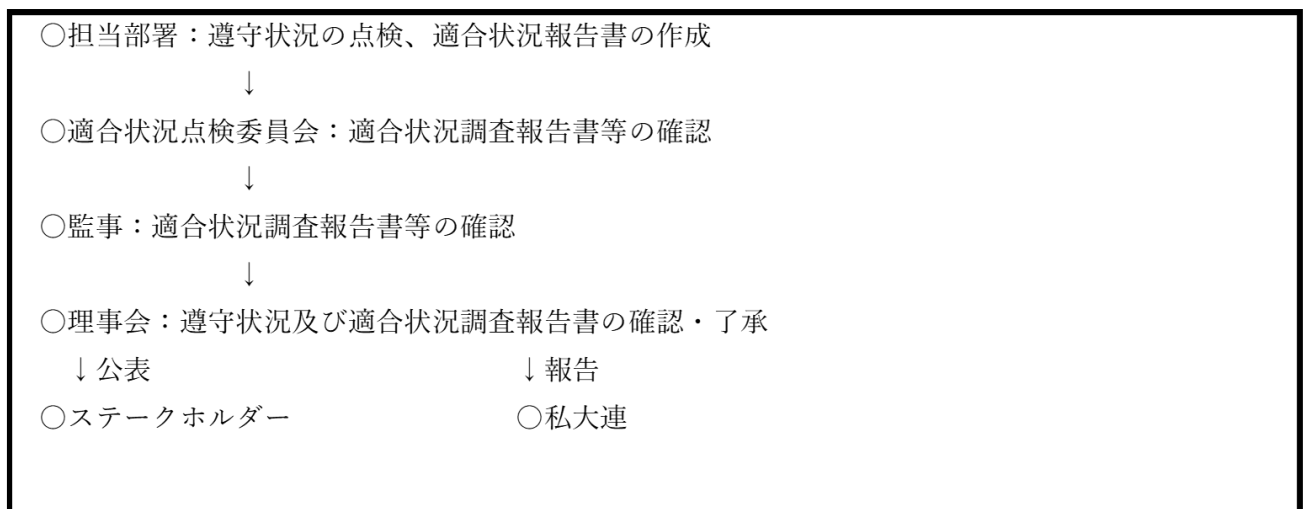 ○担当部署：遵守状況の点検、適合状況報告書の作成
↓
○適合状況点検委員会：適合状況調査報告書等の確認
↓
○監事：適合状況調査報告書等の確認
↓
○理事会：遵守状況及び適合状況調査報告書の確認・了承
↓公表　↓報告
○ステークホルダー　○私大連